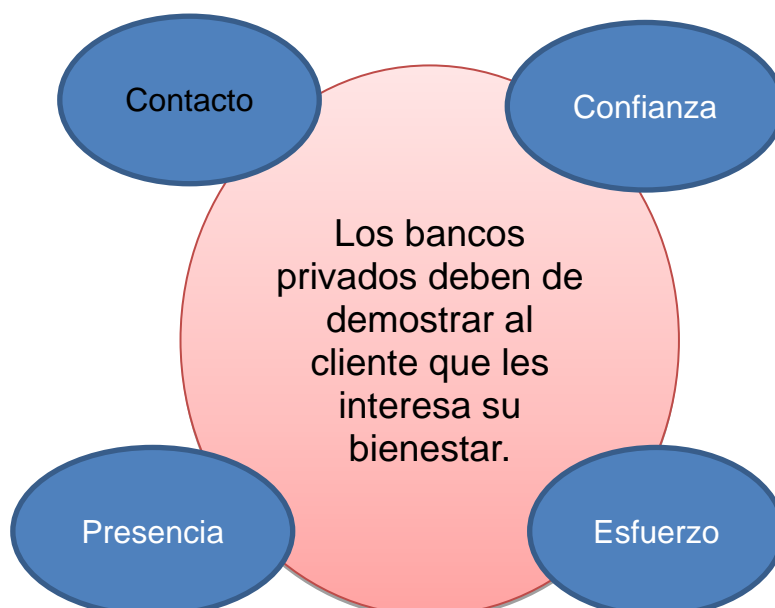 Contacto
Confianza
Los bancos
privados deben de
demostrar al
cliente que les
interesa su
bienestar.
Presencia
Esfuerzo